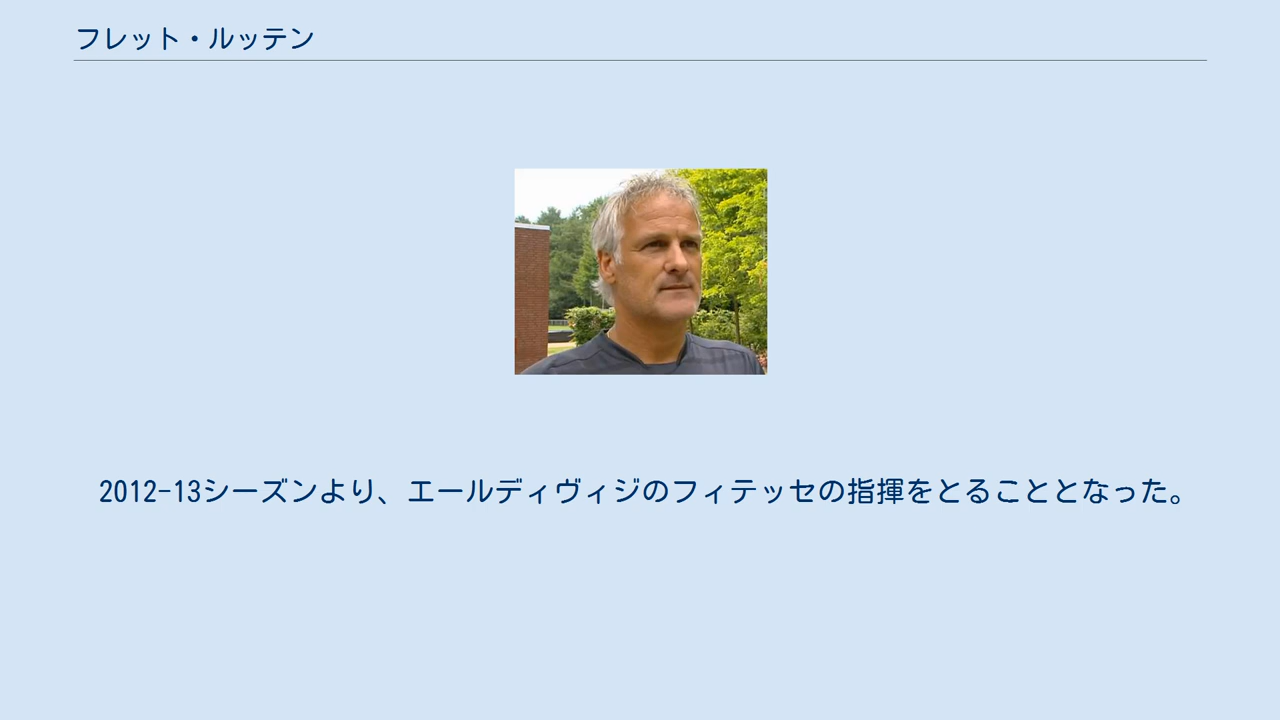 フレット・ルッテン
2012-13シーズンより、エールディヴィジのフィテッセの指揮をとることとなった。